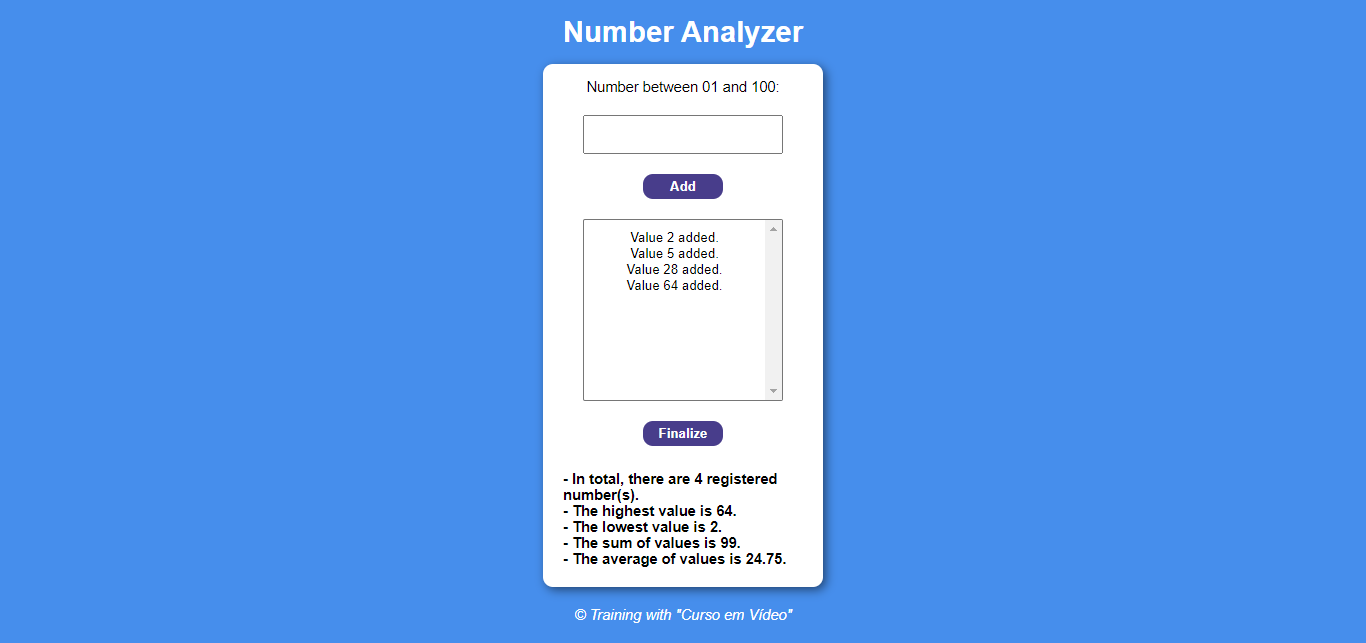 Number Analyzer
Number between 01 and 100:
Add
Value 2 added.
Value 5 added.
Value 28 added.
Value 64 added.
Finalize
- In total, there are 4 registered
number(s).
- The highest value is 64.
- The lowest value is 2.
- The sum of values is 99.
- The average of values is 24.75.
© Training with "Curso em Vídeo"